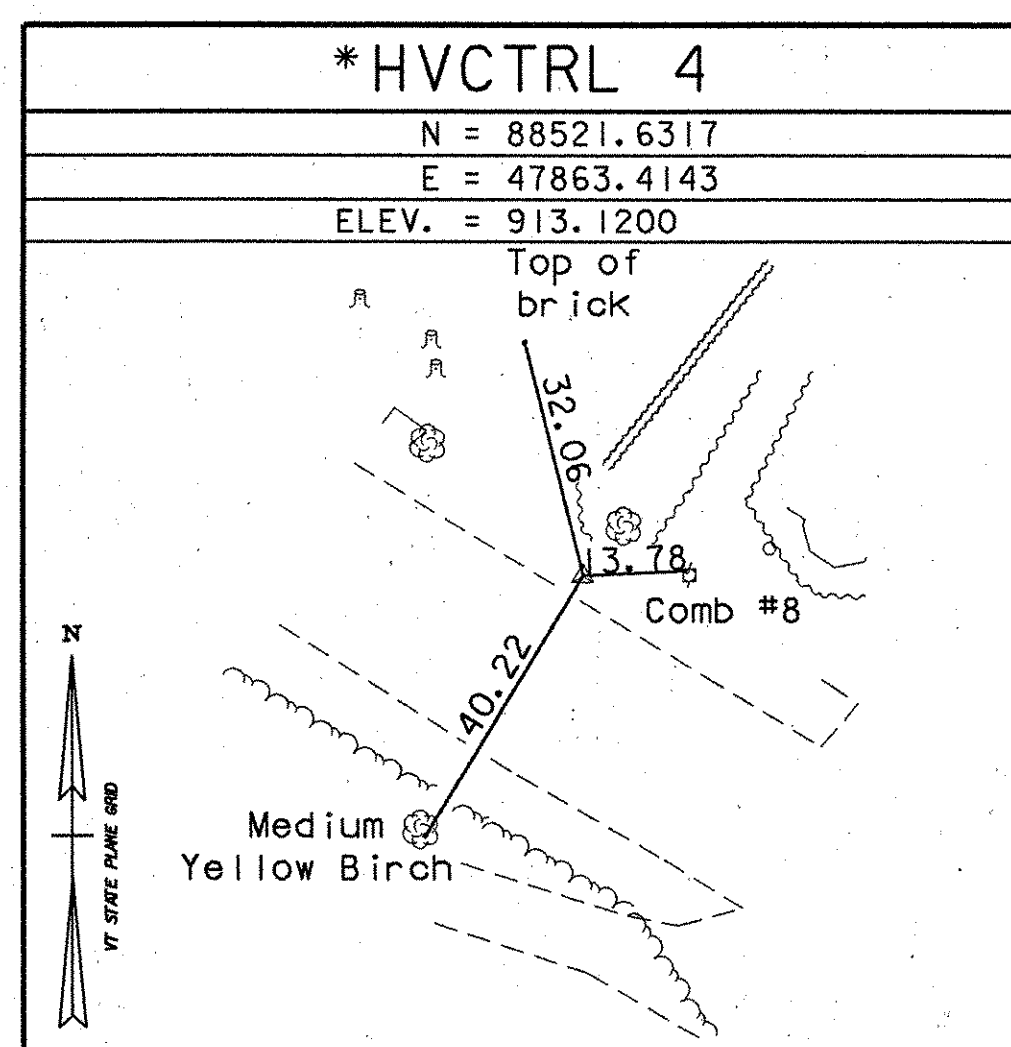 *HVCTRL 4
N = 88521.6317
E = 47863.4143
ELEV. = 913.1200
Top of
brick
32.06
13.78
Comb #8
40.22
N
VT STATE PLANE GRID
Medium
Yellow Birch